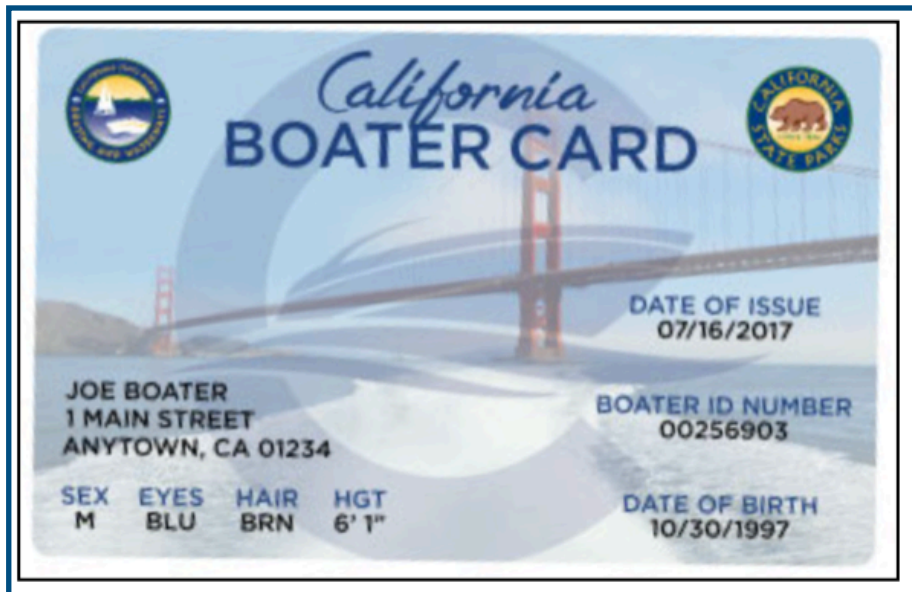 California
BOATER CARD
CALIFORNIA
STATE PARKS
DATE OF ISSUE
07/16/2017
JOE BOATER
1 MAIN STREET
ANYTOWN, CA 01234
BOATER ID NUMBER
00256903
SEX EYES HAIR HGT
M BLU BRN 6' 1"
DATE OF BIRTH
10/30/1997